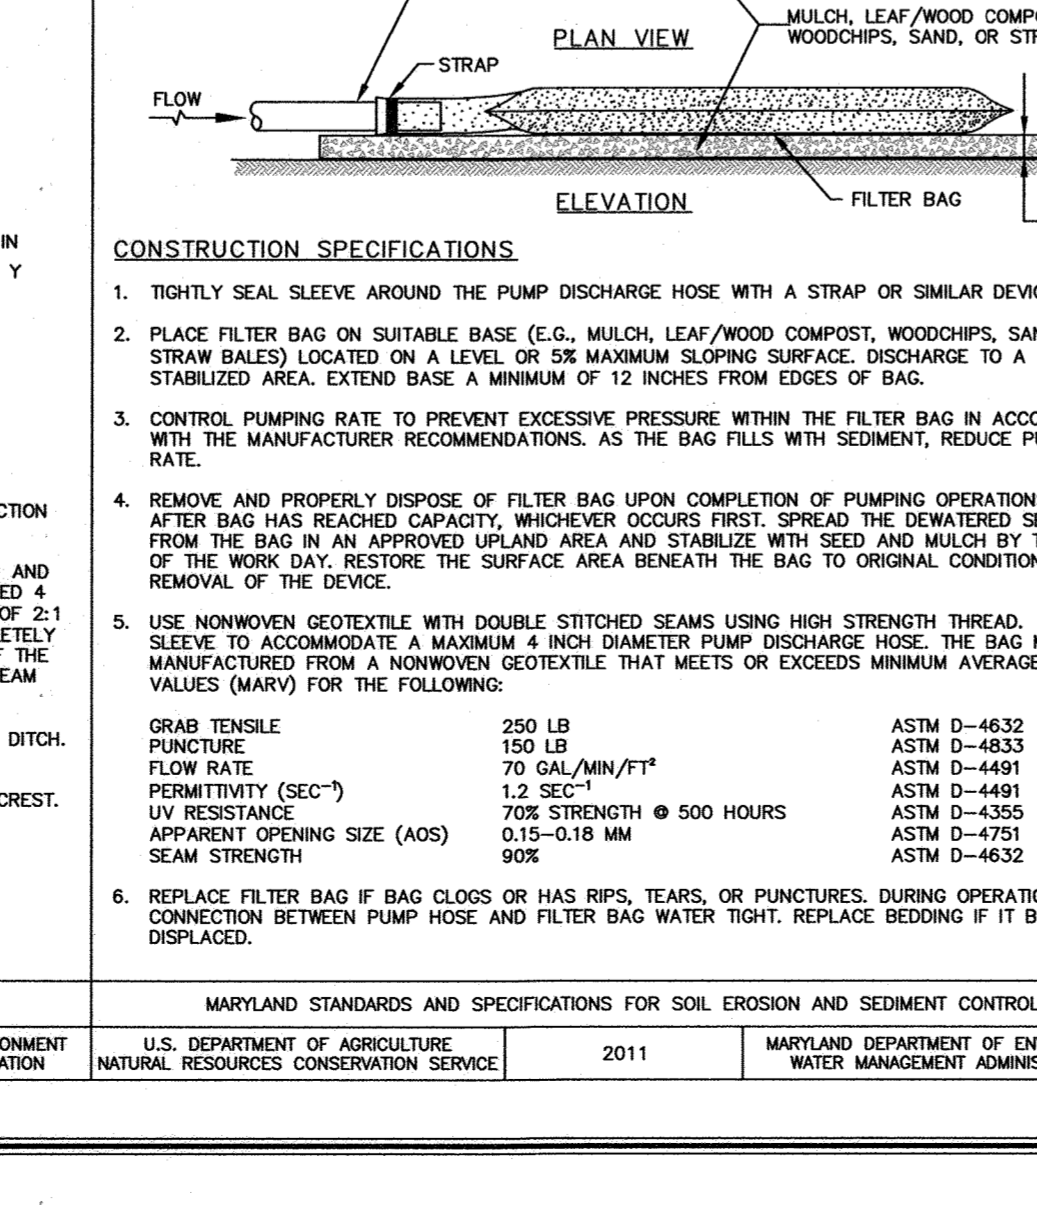 MULCH, LEAF/WOOD
WOODCHIPS, SAND, OR
PLAN VIEW
STRAP
FLOW
FILTER BAG
ELEVATION
IN
Y
CONSTRUCTION SPECIFICATIONS
1. TIGHTLY SEAL SLEEVE AROUND THE PUMP DISCHARGE HOSE WITH A STRAP OR SIMILAR
2. PLACE FILTER BAG ON SUITABLE BASE (E.G., MULCH, LEAF/WOOD COMPOST, WOODCHIPS,
STRAW BALES) LOCATED ON A LEVEL OR 5% MAXIMUM SLOPING SURFACE. DISCHARGE TO A
STABILIZED AREA. EXTEND BASE A MINIMUM OF 12 INCHES FROM EDGES OF BAG.
3. CONTROL PUMPING RATE TO PREVENT EXCESSIVE PRESSURE WITHIN THE FILTER BAG IN
WITH THE MANUFACTURER RECOMMENDATIONS. AS THE BAG FILLS WITH SEDIMENT, REDUCE
RATE.
CTION
4. REMOVE AND PROPERLY DISPOSE OF FILTER BAG UPON COMPLETION OF PUMPING OPERATION
AFTER BAG HAS REACHED CAPACITY, WHICHEVER OCCURS FIRST. SPREAD THE DEWATERED
FROM THE BAG IN AN APPROVED UPLAND AREA AND STABILIZE WITH SEED AND MULCH BY
OF THE WORK DAY. RESTORE THE SURFACE AREA BENEATH THE BAG TO ORIGINAL CONDITION
REMOVAL OF THE DEVICE.
AND
ED 4
OF 2:1
ETELY
THE
EAM
5. USE NONWOVEN GEOTEXTILE WITH DOUBLE STITCHED SEAMS USING HIGH STRENGTH THREAD.
SLEEVE TO ACCOMMODATE A MAXIMUM 4 INCH DIAMETER PUMP DISCHARGE HOSE. THE BAG
MANUFACTURED FROM A NONWOVEN GEOTEXTILE THAT MEETS OR EXCEEDS MINIMUM AVERAGE
VALUES (MARV) FOR THE FOLLOWING:
DITCH.
CREST.
GRAB TENSILE 250 LB ASTM D-4632
PUNCTURE 150 LB ASTM D-4833
FLOW RATE 70 GAL/MIN/FT² ASTM D-4491
PERMITTIVITY (SEC⁻¹) 1.2 SEC⁻¹ ASTM D-4491
UV RESISTANCE 70% STRENGTH @ 500 HOURS ASTM D-4355
APPARENT OPENING SIZE (AOS) 0.15-0.18 MM ASTM D-4751
SEAM STRENGTH 90% ASTM D-4632
6. REPLACE FILTER BAG IF BAG CLOGS OR HAS RIPS, TEARS, OR PUNCTURES. DURING
CONNECTION BETWEEN PUMP HOSE AND FILTER BAG WATER TIGHT. REPLACE BEDDING IF IT
DISPLACED.
MARYLAND STANDARDS AND SPECIFICATIONS FOR SOIL EROSION AND SEDIMENT CONTROL
ONMENT
ATION
U.S. DEPARTMENT OF AGRICULTURE
NATURAL RESOURCES CONSERVATION SERVICE
2011
MARYLAND DEPARTMENT OF
WATER MANAGEMENT